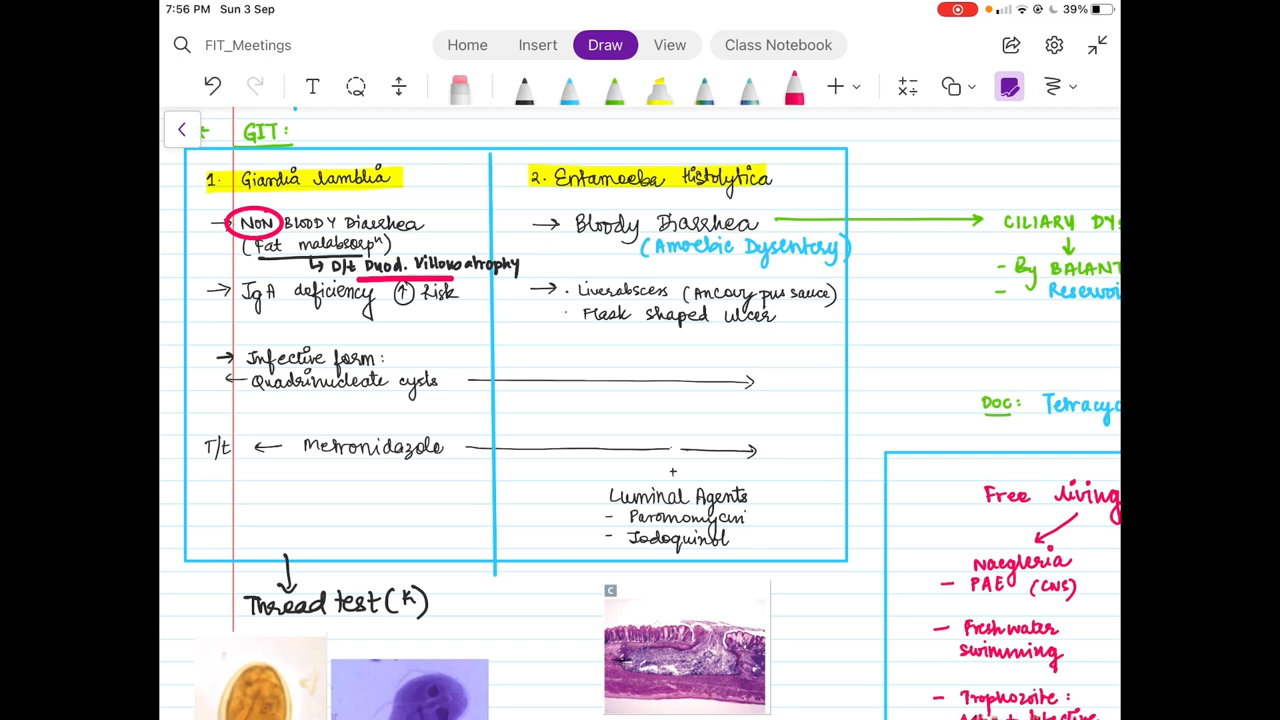 7:56 PM Sun 3 Sep
39%
FIT_Meetings
Home Insert Draw View Class Notebook
T
GIT:
1. Giardia lamblia
→ NON BLOODY Diarrhea
(Fat malabsorpⁿ)
↳ D/t Duod. Villous atrophy
→ IgA deficiency ↑ Risk
→ Infective form:
← Quadrinucleate cysts →
T/t ← Metronidazole →
2. Entamoeba Histolytica
→ Bloody Diarrhea →
(Amoebic Dysentery)
→ · Liver abscess (Ancovy pus sauce)
· Flask shaped ulcer
+
Luminal Agents
- Paromomycin
- Iodoquinol
↓
Thread test (K)
C
CILIARY DYS
↓
- By BALANT
- Reservoi
DOC: Tetracyc
Free living
Naegleria
- PAE (CNS)
- Freshwater
swimming
- Trophozoite: